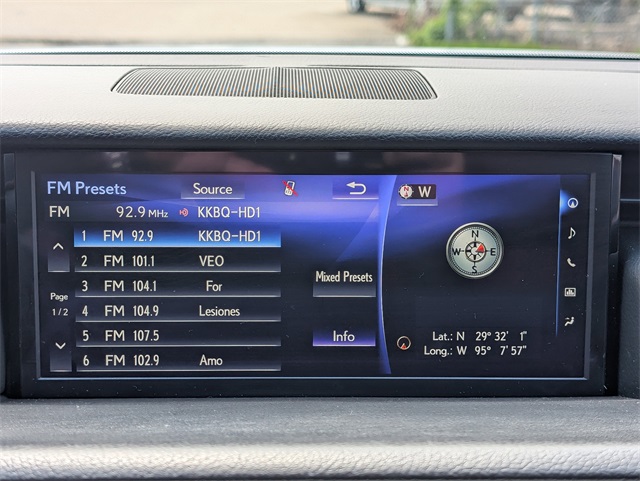 FM Presets Source W
FM 92.9 MHz KKBQ-HD1
1 FM 92.9 KKBQ-HD1
2 FM 101.1 VEO
3 FM 104.1 For
4 FM 104.9 Lesiones
5 FM 107.5
6 FM 102.9 Amo
Page
1/2
Mixed Presets
Info
N
W E
S
Lat.: N 29° 32' 1"
Long.: W 95° 7' 57"